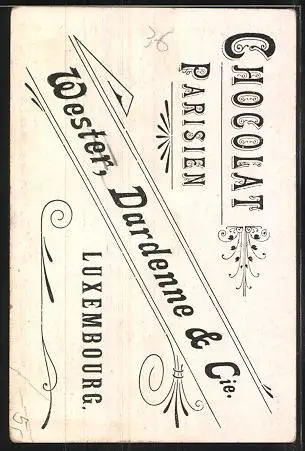 CHOCOLAT
PARISIEN
Wester, Dardenne & Cie.
LUXEMBOURG.
36